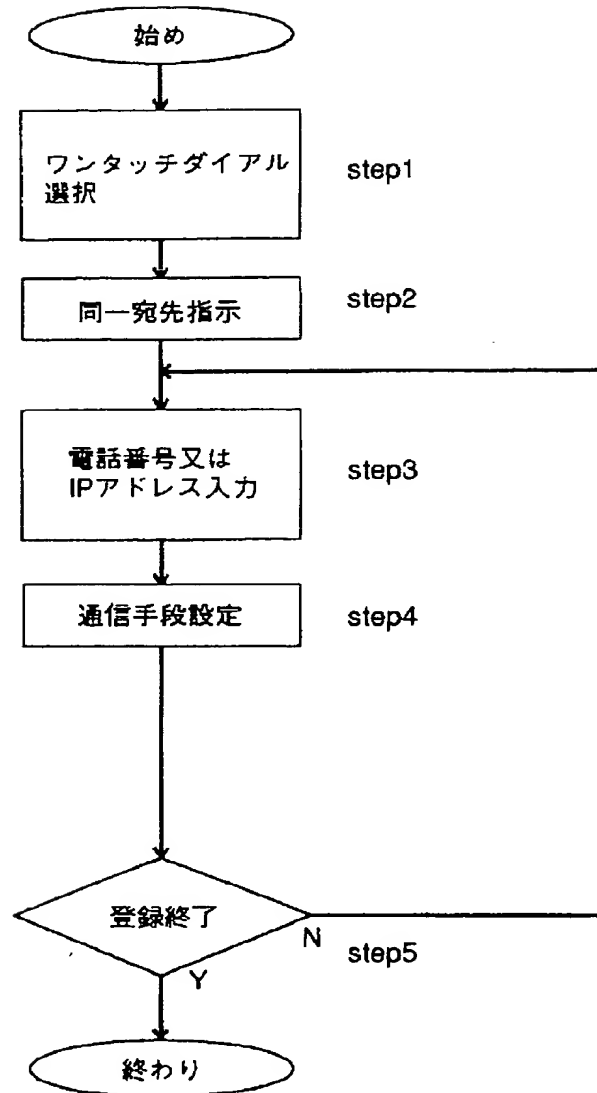 始め
ワンタッチダイアル
選択
step1
同一宛先指示
step2
電話番号又は
IPアドレス入力
step3
通信手段設定
step4
登録終了
N
step5
Y
終わり